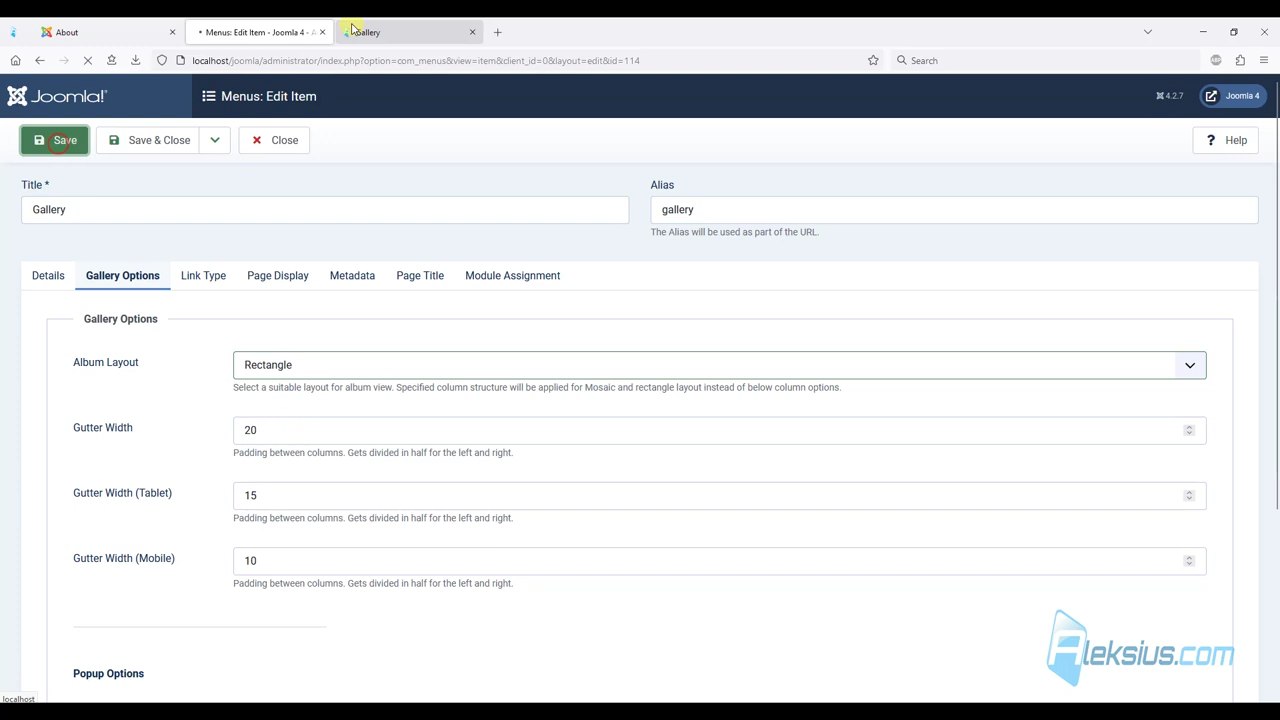 About
Menus: Edit Item - Joomla 4 - A
Gallery
localhost/joomla/administrator/index.php?option=com_menus&view=item&client_id=0&layout=edit&id=114
Search
Joomla!
Menus: Edit Item
4.2.7
Joomla 4
Save
Save & Close
Close
? Help
Title *
Alias
Gallery
gallery
The Alias will be used as part of the URL.
Details
Gallery Options
Link Type
Page Display
Metadata
Page Title
Module Assignment
Gallery Options
Album Layout
Rectangle
Select a suitable layout for album view. Specified column structure will be applied for Mosaic and rectangle layout instead of below column options.
Gutter Width
20
Padding between columns. Gets divided in half for the left and right.
Gutter Width (Tablet)
15
Padding between columns. Gets divided in half for the left and right.
Gutter Width (Mobile)
10
Padding between columns. Gets divided in half for the left and right.
Popup Options
Aleksius.com
localhost